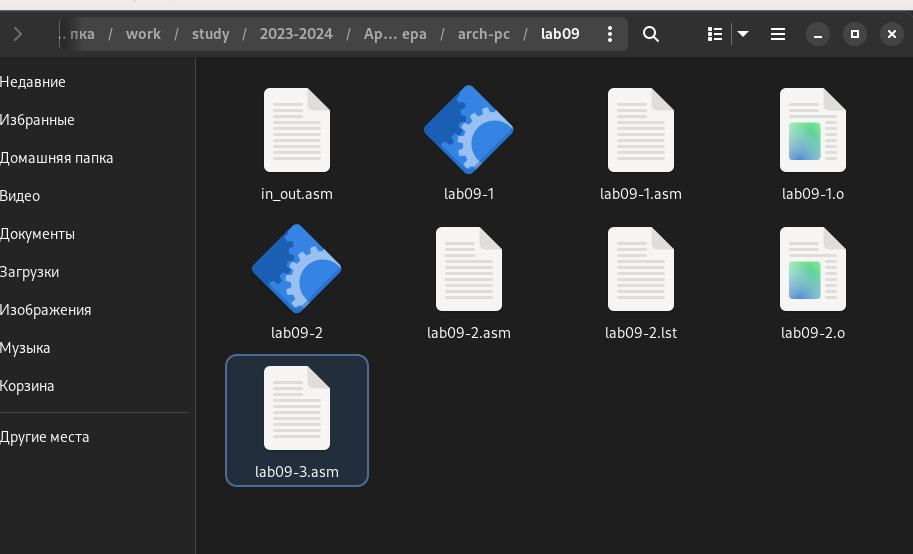 .. пка / work / study / 2023-2024 / Ар… ера / arch-pc / lab09
Недавние
Избранные
Домашняя папка
Видео
Документы
Загрузки
Изображения
Музыка
Корзина
Другие места
in_out.asm lab09-1 lab09-1.asm lab09-1.o
lab09-2 lab09-2.asm lab09-2.lst lab09-2.o
lab09-3.asm